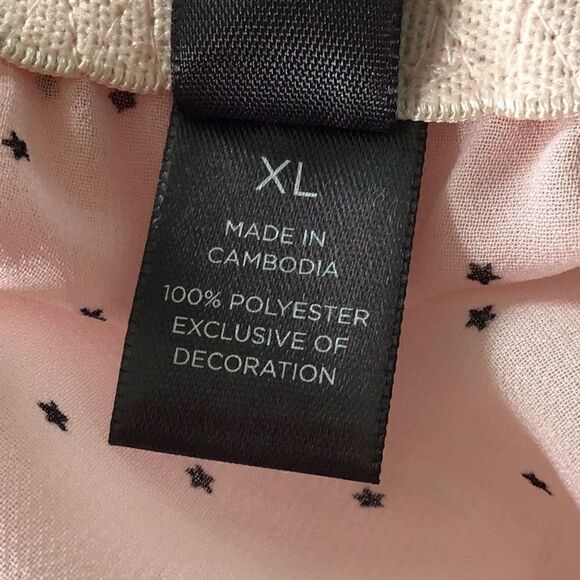 XL
MADE IN
CAMBODIA
100% POLYESTER
EXCLUSIVE OF
DECORATION